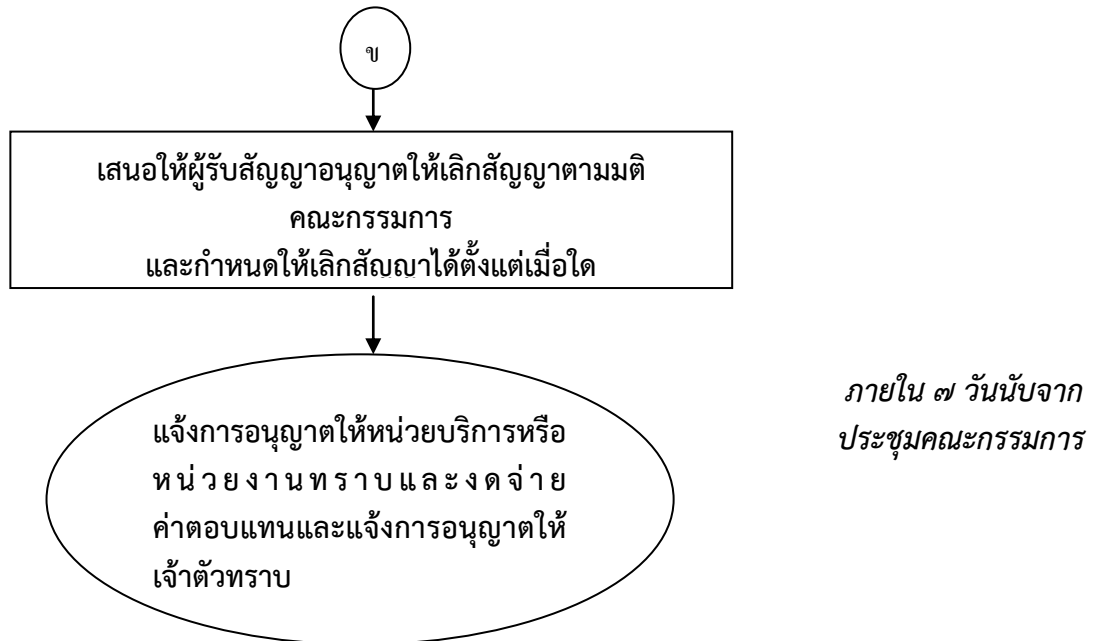 ข
เสนอให้ผู้รับสัญญาอนุญาตให้เลิกสัญญาตามมติ
คณะกรรมการ
และกำหนดให้เลิกสัญญาได้ตั้งแต่เมื่อใด
แจ้งการอนุญาตให้หน่วยบริการหรือ
หน่วยงานทราบและงดจ่าย
ค่าตอบแทนและแจ้งการอนุญาตให้
เจ้าตัวทราบ
ภายใน ๗ วันนับจาก
ประชุมคณะกรรมการ